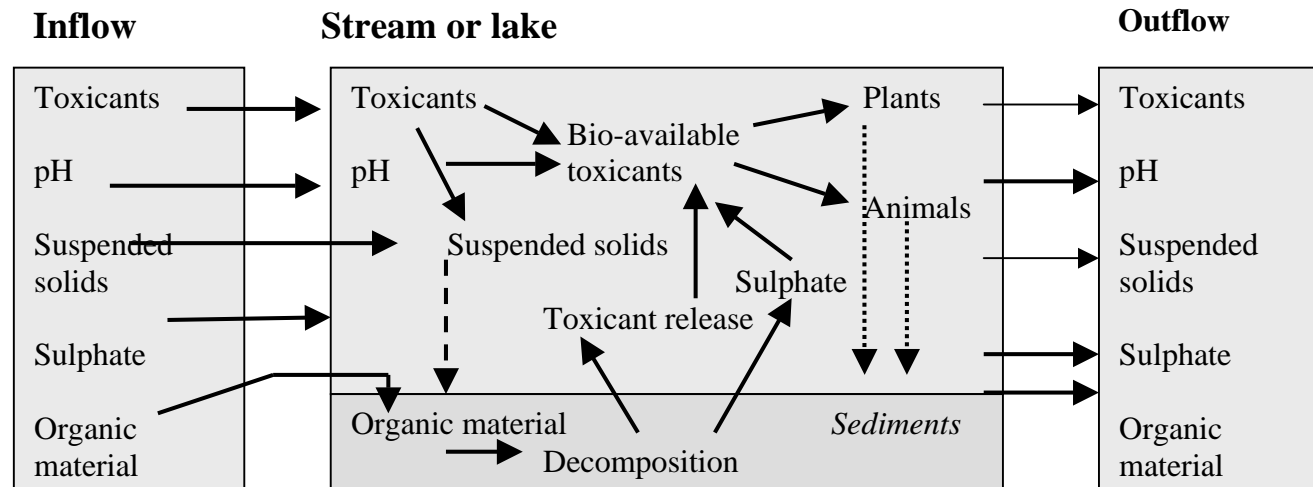 Inflow
Stream or lake
Outflow
Toxicants
pH
Suspended
solids
Sulphate
Organic
material
Toxicants
pH
Bio-available
toxicants
Plants
Animals
Suspended solids
Sulphate
Toxicant release
Organic material
Decomposition
Sediments
Toxicants
pH
Suspended
solids
Sulphate
Organic
material